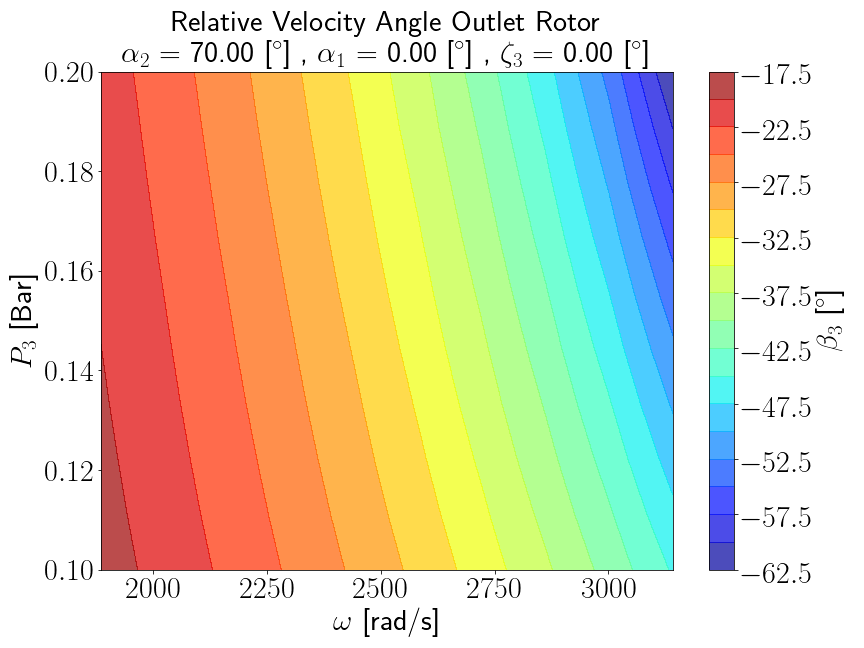 Relative Velocity Angle Outlet Rotor
α₂ = 70.00 [°] , α₁ = 0.00 [°] , ζ₃ = 0.00 [°]
0.20
0.18
0.16
0.14
0.12
0.10
P₃ [Bar]
2000 2250 2500 2750 3000
ω [rad/s]
−17.5
−22.5
−27.5
−32.5
−37.5
−42.5
−47.5
−52.5
−57.5
−62.5
β₃ [°]